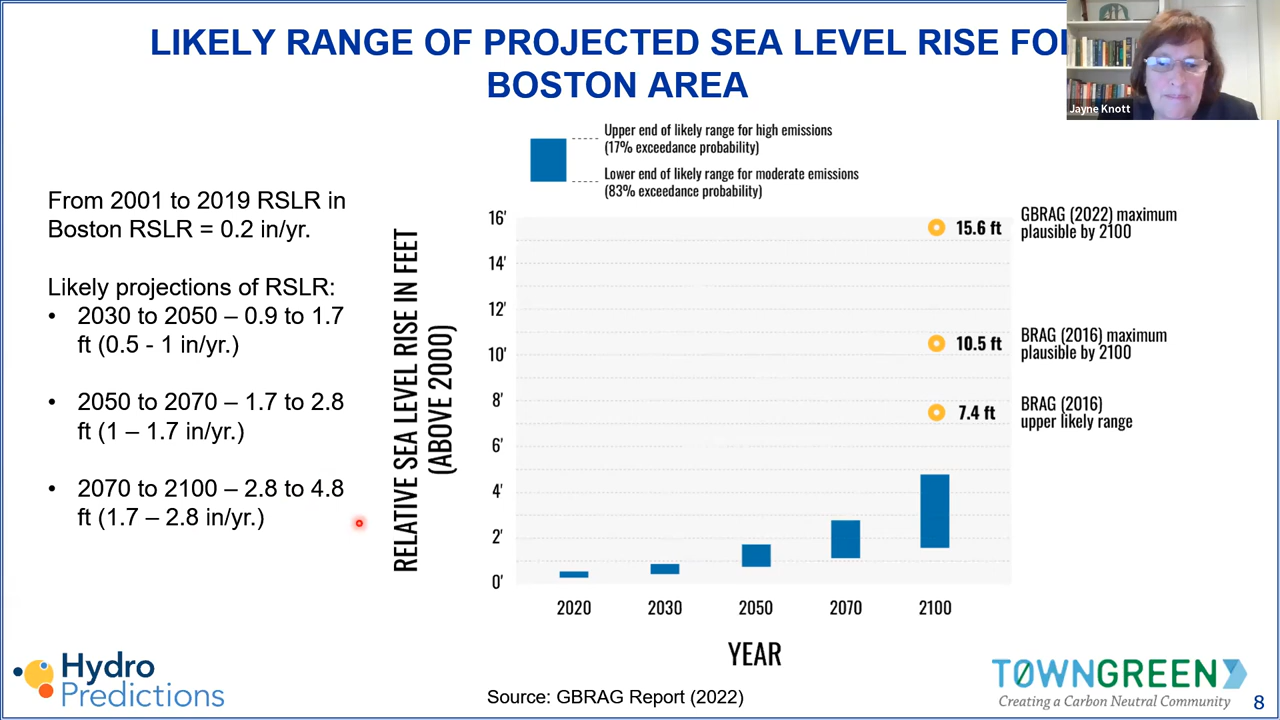 LIKELY RANGE OF PROJECTED SEA LEVEL RISE
BOSTON AREA
Jayne Knott
Upper end of likely range for high emissions
(17% exceedance probability)
Lower end of likely range for moderate emissions
(83% exceedance probability)
From 2001 to 2019 RSLR in
Boston RSLR = 0.2 in/yr.
Likely projections of RSLR:
• 2030 to 2050 – 0.9 to 1.7
ft (0.5 - 1 in/yr.)
• 2050 to 2070 – 1.7 to 2.8
ft (1 – 1.7 in/yr.)
• 2070 to 2100 – 2.8 to 4.8
ft (1.7 – 2.8 in/yr.)
RELATIVE SEA LEVEL RISE IN FEET
(ABOVE 2000)
16'
14'
12'
10'
8'
6'
4'
2'
0'
15.6 ft
GBRAG (2022) maximum
plausible by 2100
10.5 ft
BRAG (2016) maximum
plausible by 2100
7.4 ft
BRAG (2016)
upper likely range
2020 2030 2050 2070 2100
YEAR
Hydro
Predictions
Source: GBRAG Report (2022)
TOWNGREEN
Creating a Carbon Neutral Community
8